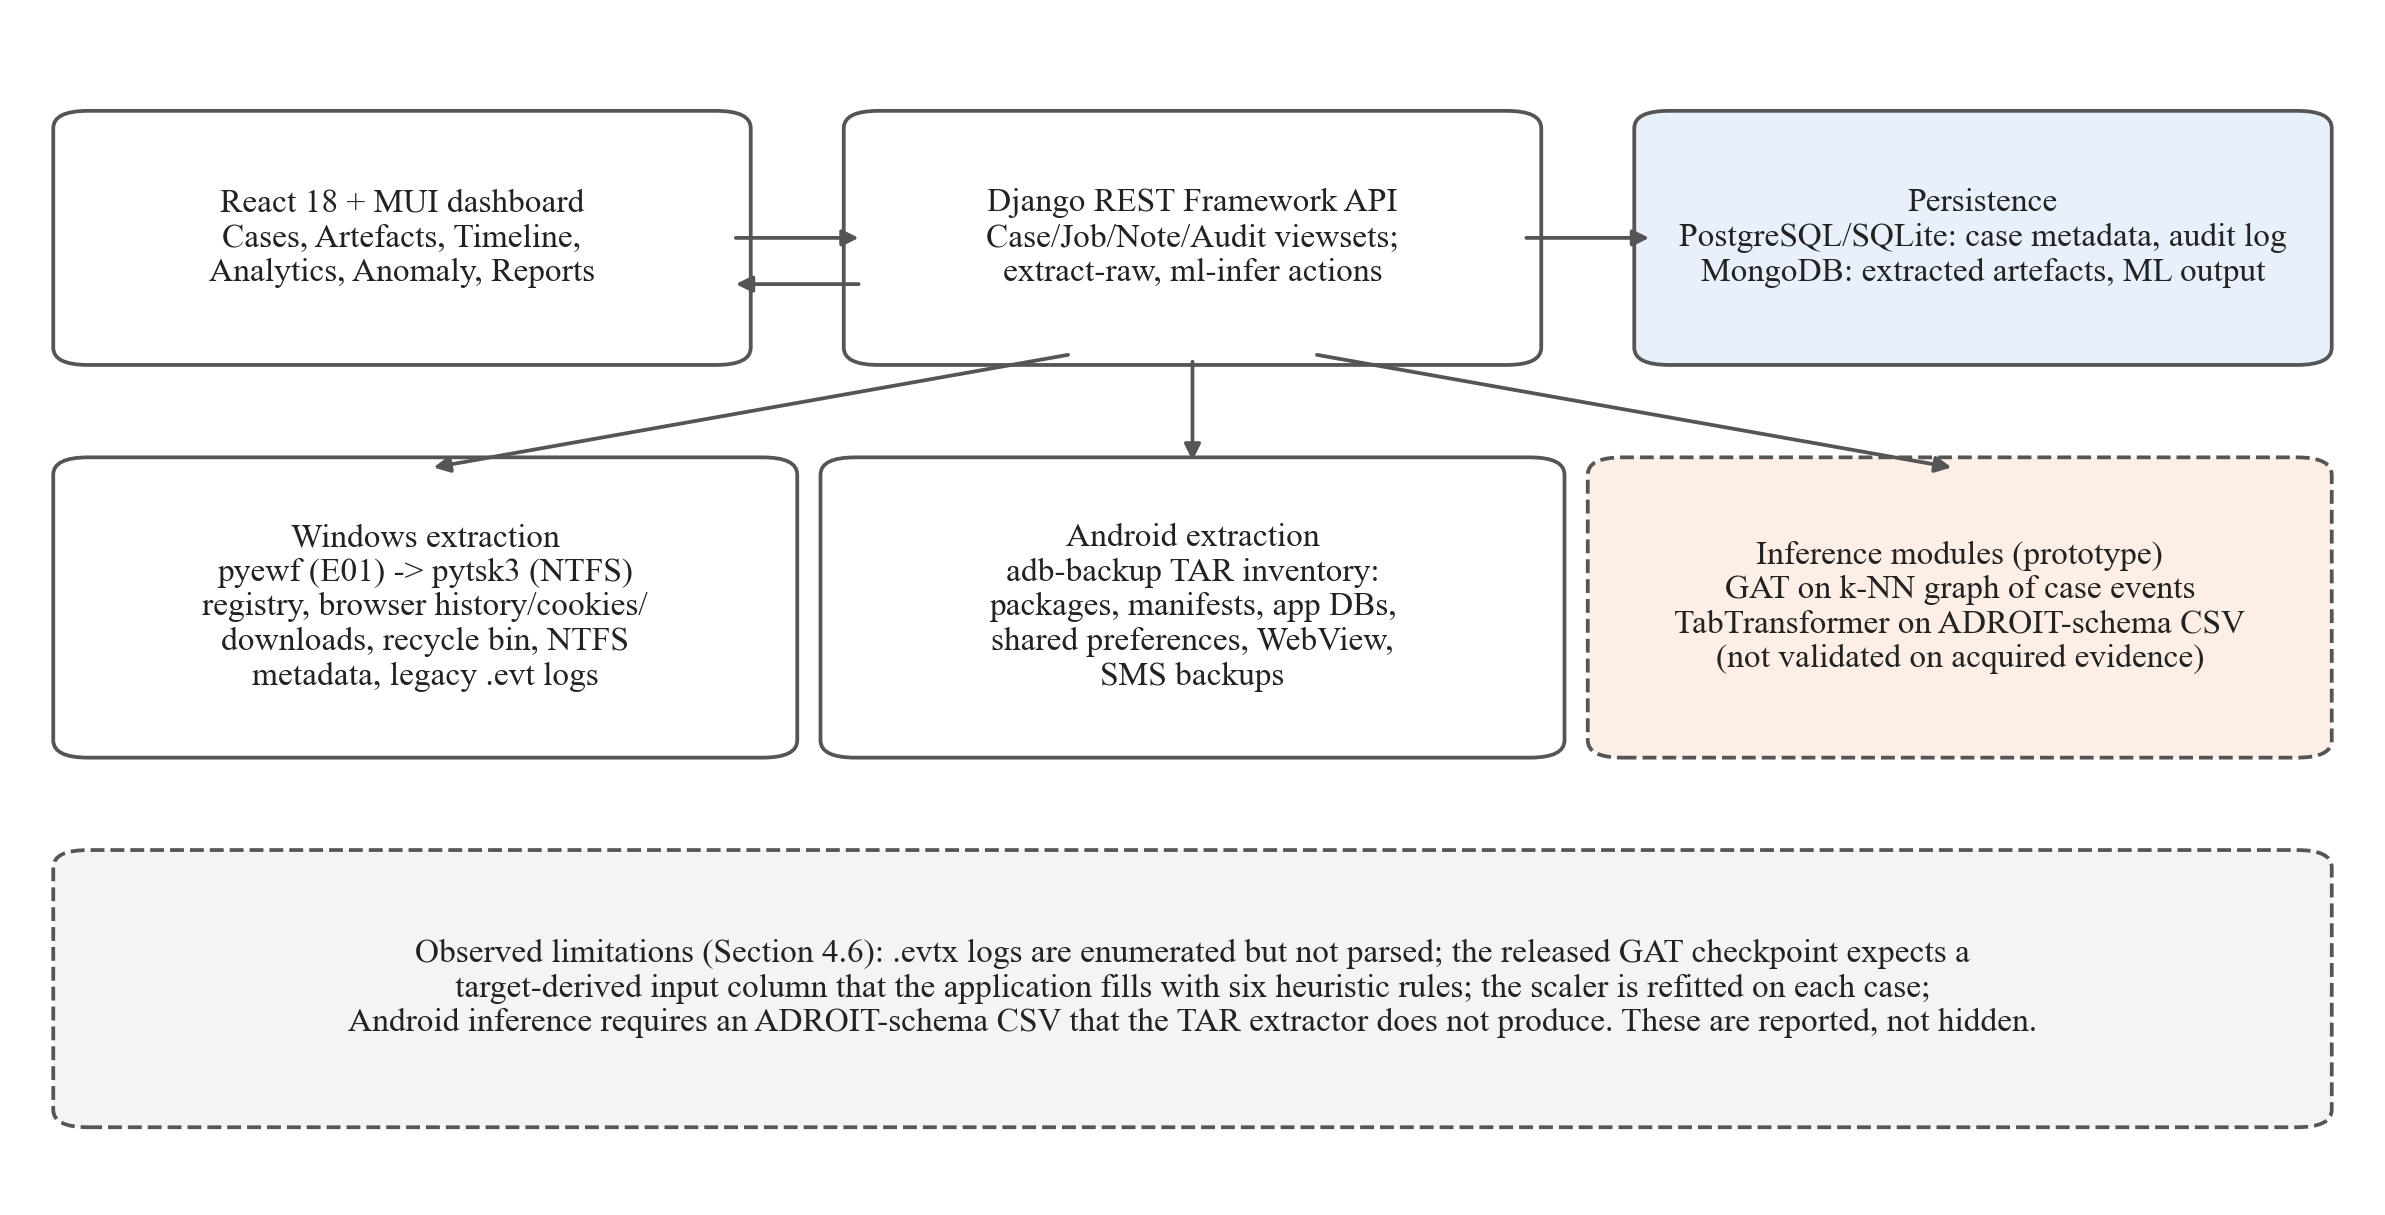 React 18 + MUI dashboard
Cases, Artefacts, Timeline,
Analytics, Anomaly, Reports
Django REST Framework API
Case/Job/Note/Audit viewsets;
extract-raw, ml-infer actions
Persistence
PostgreSQL/SQLite: case metadata, audit log
MongoDB: extracted artefacts, ML output
Windows extraction
pyewf (E01) -> pytsk3 (NTFS)
registry, browser history/cookies/
downloads, recycle bin, NTFS
metadata, legacy .evt logs
Android extraction
adb-backup TAR inventory:
packages, manifests, app DBs,
shared preferences, WebView,
SMS backups
Inference modules (prototype)
GAT on k-NN graph of case events
TabTransformer on ADROIT-schema CSV
(not validated on acquired evidence)
Observed limitations (Section 4.6): .evtx logs are enumerated but not parsed; the released GAT checkpoint expects a
target-derived input column that the application fills with six heuristic rules; the scaler is refitted on each case;
Android inference requires an ADROIT-schema CSV that the TAR extractor does not produce. These are reported, not hidden.